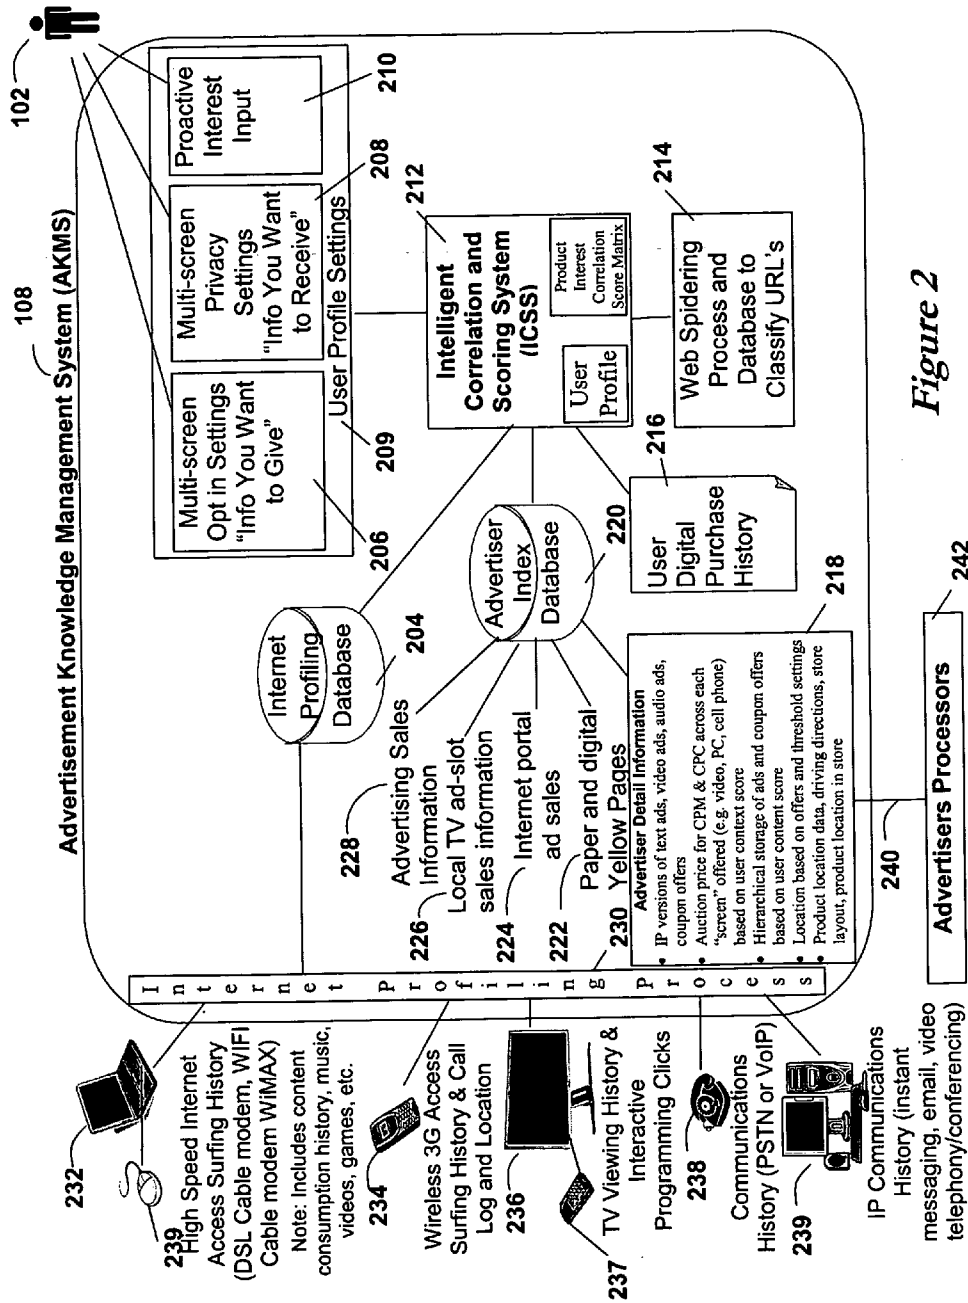 102
108
Advertisement Knowledge Management System (AKMS)
Multi-screen
Opt in Settings
“Info You Want
to Give”
206
Multi-screen
Privacy
Settings
“Info You Want
to Receive”
208
Proactive
Interest
Input
210
User Profile Settings
209
Internet
Profiling
Database
204
Intelligent
Correlation and
Scoring System
(ICSS)
212
User
Profile
Product
Interest
Correlation
Score Matrix
Web Spidering
Process and
Database to
Classify URL's
214
User
Digital
Purchase
History
216
Advertiser
Index
Database
220
228
Advertising Sales
Information
226
Local TV ad-slot
sales information
224
Internet portal
ad sales
222
Paper and digital
Yellow Pages
230
Advertiser Detail Information
• IP versions of text ads, video ads, audio ads,
coupon offers
• Auction price for CPM & CPC across each
“screen” offered (e.g. video, PC, cell phone)
based on user context score
• Hierarchical storage of ads and coupon offers
based on user content score
• Location based on offers and threshold settings
• Product location data, driving directions, store
layout, product location in store
218
Internet Profiling Process
232
239
High Speed Internet
Access Surfing History
(DSL Cable modem, WIFI
Cable modem WiMAX)
Note: Includes content
consumption history, music,
videos, games, etc.
234
Wireless 3G Access
Surfing History & Call
Log and Location
236
237
TV Viewing History &
Interactive
Programming Clicks
238
Communications
History (PSTN or VoIP)
239
IP Communications
History (instant
messaging, email, video
telephony/conferencing)
240
Advertisers Processors
242
Figure 2